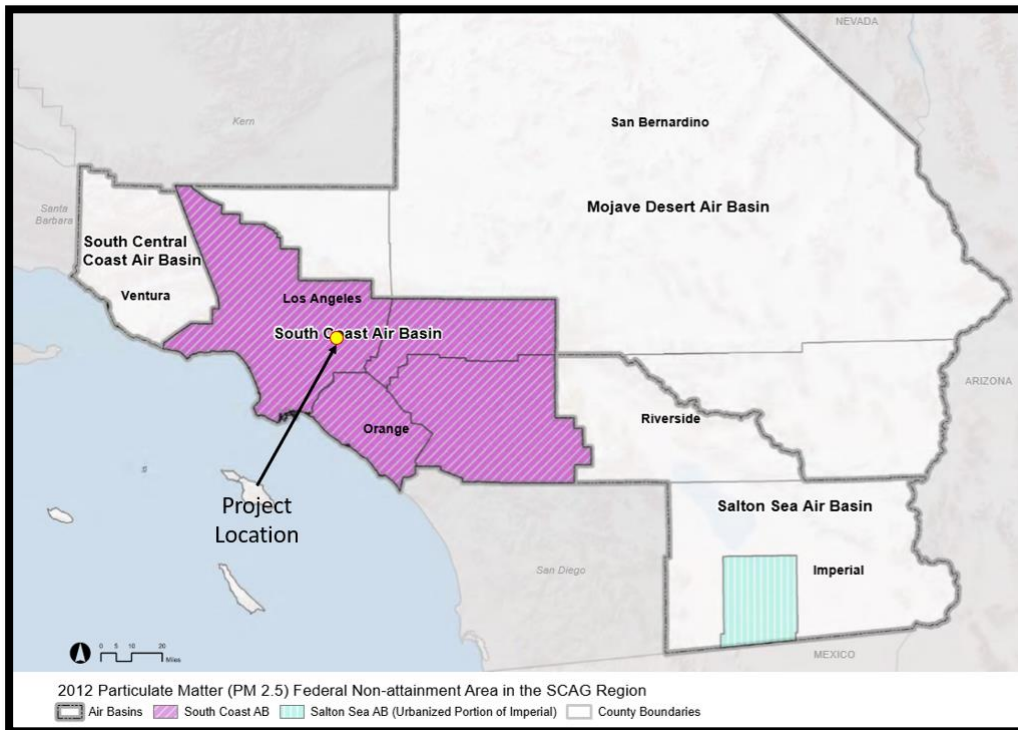 NEVADA
Kern
San Bernardino
Mojave Desert Air Basin
Santa
Barbara
South Central
Coast Air Basin
Ventura
Los Angeles
South Coast Air Basin
ARIZONA
Riverside
Orange
Project
Location
Salton Sea Air Basin
Imperial
San Diego
MEXICO
0 5 10 20
Miles
2012 Particulate Matter (PM 2.5) Federal Non-attainment Area in the SCAG Region
Air Basins South Coast AB Salton Sea AB (Urbanized Portion of Imperial) County Boundaries